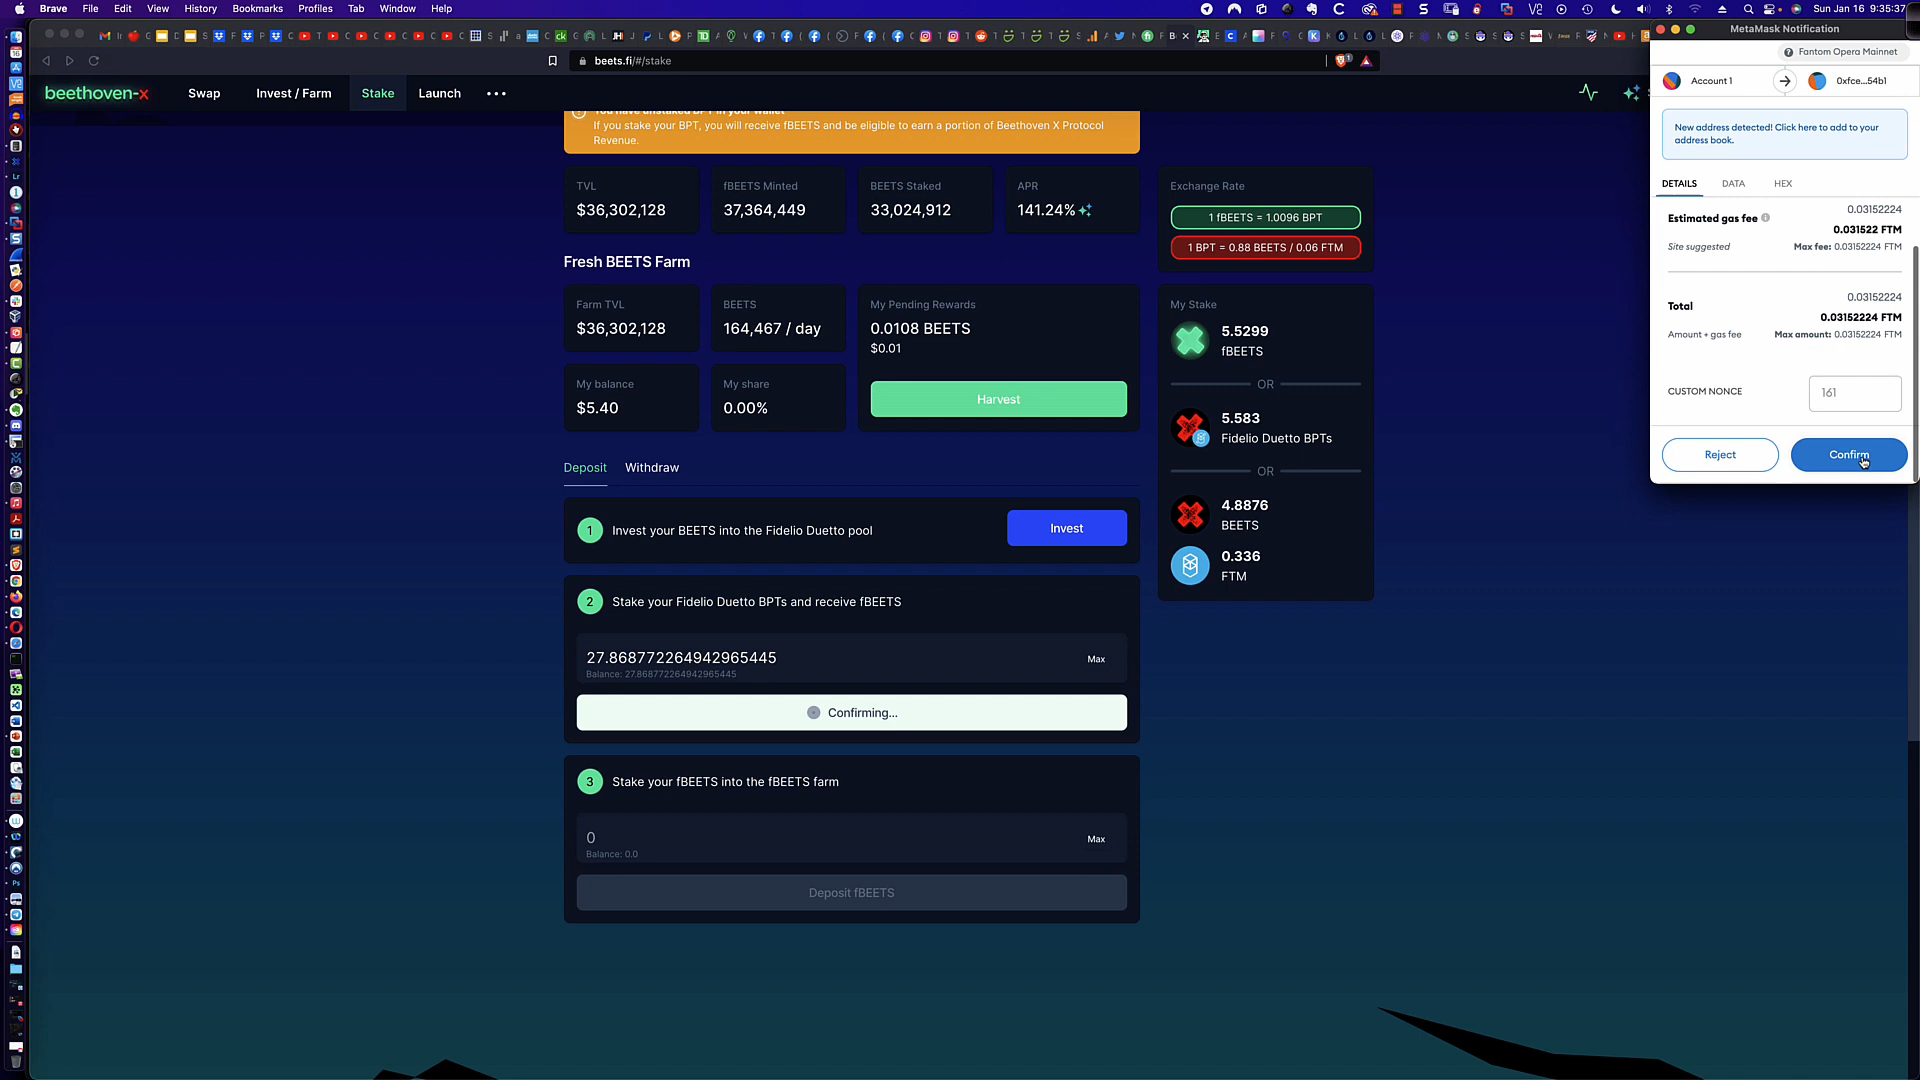 Brave File Edit View History Bookmarks Profiles Tab Window Help
Sun Jan 16 9:35:37
MetaMask Notification
beets.fi/#/stake
Fantom Opera Mainnet
Account 1
0xfce...54b1
beethoven-x
Swap
Invest / Farm
Stake
Launch
You have unstaked BPT in your wallet
If you stake your BPT, you will receive fBEETS and be eligible to earn a portion of Beethoven X Protocol
Revenue.
New address detected! Click here to add to your
address book.
DETAILS DATA HEX
TVL
$36,302,128
fBEETS Minted
37,364,449
BEETS Staked
33,024,912
APR
141.24%
Exchange Rate
1 fBEETS = 1.0096 BPT
1 BPT = 0.88 BEETS / 0.06 FTM
0.03152224
Estimated gas fee
0.031522 FTM
Site suggested
Max fee: 0.03152224 FTM
Fresh BEETS Farm
0.03152224
Total
0.03152224 FTM
Amount + gas fee
Max amount: 0.03152224 FTM
Farm TVL
$36,302,128
BEETS
164,467 / day
My Pending Rewards
0.0108 BEETS
$0.01
My balance
$5.40
My share
0.00%
Harvest
My Stake
5.5299
fBEETS
OR
5.583
Fidelio Duetto BPTs
OR
4.8876
BEETS
0.336
FTM
CUSTOM NONCE
161
Reject
Confirm
Deposit
Withdraw
1 Invest your BEETS into the Fidelio Duetto pool
Invest
2 Stake your Fidelio Duetto BPTs and receive fBEETS
27.868772264942965445
Balance: 27.868772264942965445
Max
Confirming...
3 Stake your fBEETS into the fBEETS farm
0
Balance: 0.0
Max
Deposit fBEETS